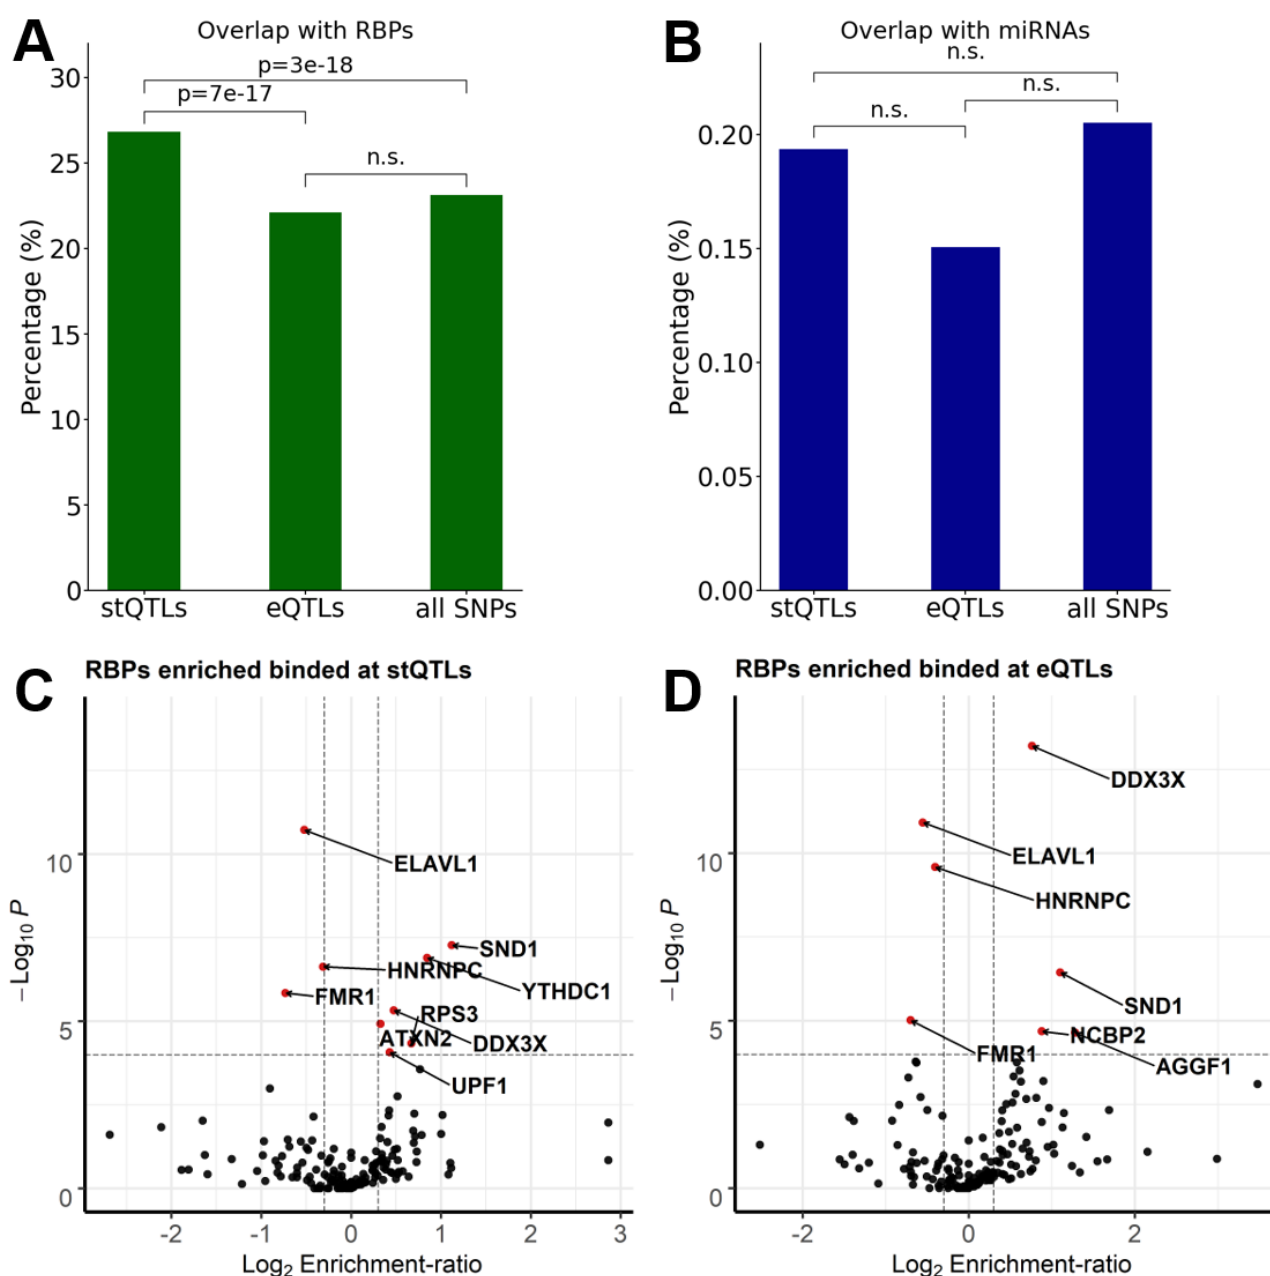 A
Overlap with RBPs
p=3e-18
p=7e-17
n.s.
30
25
20
15
10
5
0
Percentage (%)
stQTLs
eQTLs
all SNPs
B
Overlap with miRNAs
n.s.
n.s.
n.s.
0.20
0.15
0.10
0.05
0.00
Percentage (%)
stQTLs
eQTLs
all SNPs
C
RBPs enriched binded at stQTLs
ELAVL1
SND1
HNRNPC
YTHDC1
FMR1
RPS3
ATXN2
DDX3X
UPF1
10
5
0
−Log10 P
-2
-1
0
1
2
3
Log2 Enrichment-ratio
D
RBPs enriched binded at eQTLs
DDX3X
ELAVL1
HNRNPC
SND1
NCBP2
FMR1
AGGF1
10
5
0
−Log10 P
-2
0
2
Log2 Enrichment-ratio